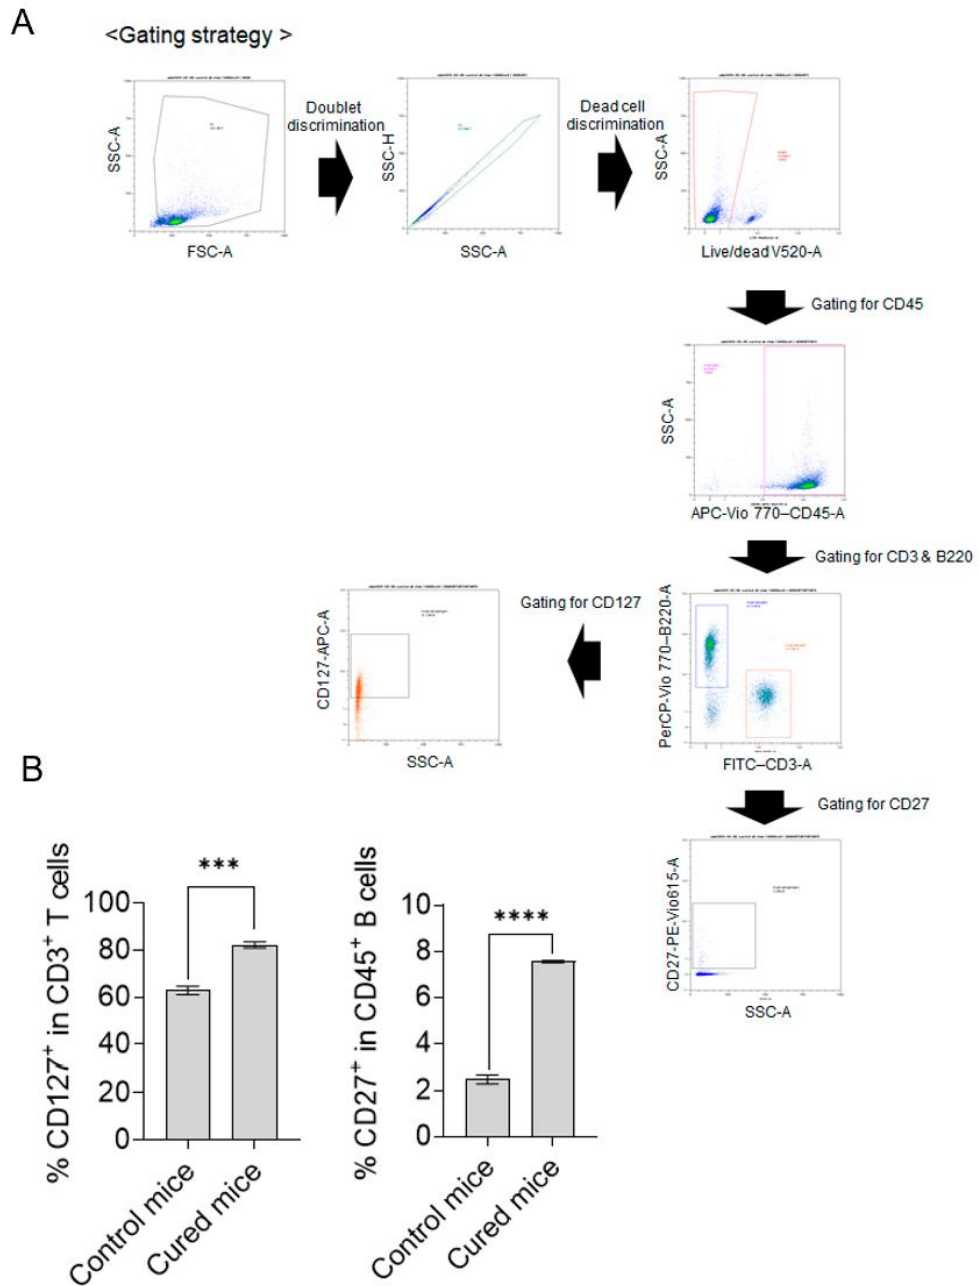 A
<Gating strategy >
SSC-A
FSC-A
Doublet
discrimination
SSC-H
SSC-A
Dead cell
discrimination
SSC-A
Live/dead V520-A
Gating for CD45
SSC-A
APC-Vio 770–CD45-A
Gating for CD3 & B220
PerCP-Vio 770–B220-A
FITC–CD3-A
Gating for CD127
CD127-APC-A
SSC-A
Gating for CD27
CD27-PE-Vio615-A
SSC-A
B
% CD127+ in CD3+ T cells
100
80
60
40
20
0
***
Control mice
Cured mice
% CD27+ in CD45+ B cells
10
8
6
4
2
0
****
Control mice
Cured mice